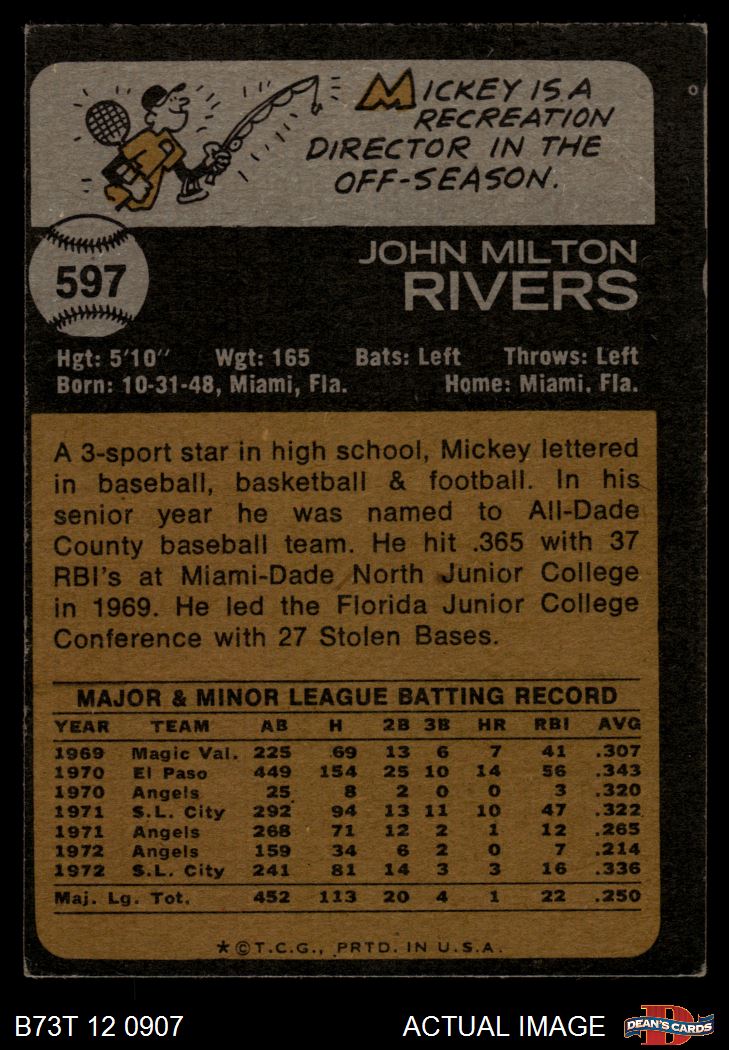 MICKEY IS A
RECREATION
DIRECTOR IN THE
OFF-SEASON.
597
JOHN MILTON
RIVERS
Hgt: 5'10" Wgt: 165 Bats: Left Throws: Left
Born: 10-31-48, Miami, Fla. Home: Miami, Fla.
A 3-sport star in high school, Mickey lettered
in baseball, basketball & football. In his
senior year he was named to All-Dade
County baseball team. He hit .365 with 37
RBI's at Miami-Dade North Junior College
in 1969. He led the Florida Junior College
Conference with 27 Stolen Bases.
MAJOR & MINOR LEAGUE BATTING RECORD
YEAR TEAM AB H 2B 3B HR RBI AVG
1969 Magic Val. 225 69 13 6 7 41 .307
1970 El Paso 449 154 25 10 14 56 .343
1970 Angels 25 8 2 0 0 3 .320
1971 S.L. City 292 94 13 11 10 47 .322
1971 Angels 268 71 12 2 1 12 .265
1972 Angels 159 34 6 2 0 7 .214
1972 S.L. City 241 81 14 3 3 16 .336
Maj. Lg. Tot. 452 113 20 4 1 22 .250
★©T.C.G., PRTD. IN U.S.A.
B73T 12 0907 ACTUAL IMAGE
D
DEAN'S CARDS